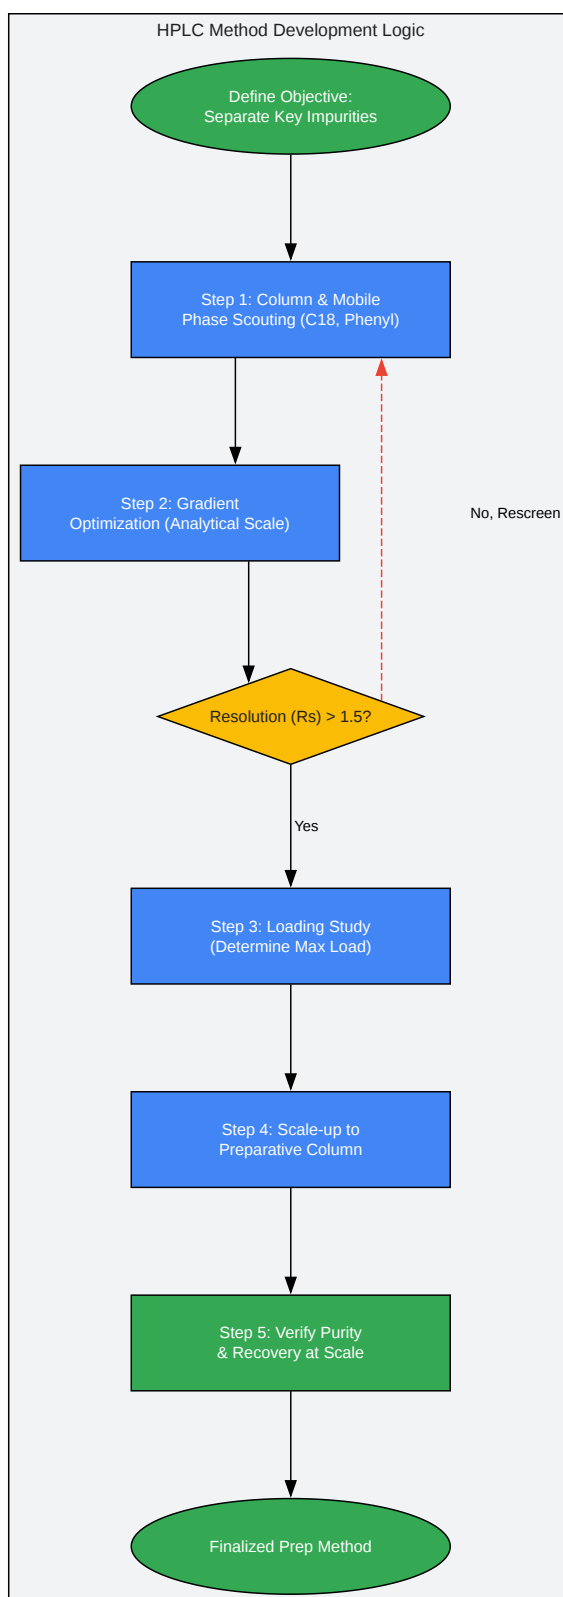 HPLC Method Development Logic
Define Objective:
Separate Key Impurities
Step 1: Column & Mobile
Phase Scouting (C18, Phenyl)
Step 2: Gradient
Optimization (Analytical Scale)
No, Rescreen
Resolution (Rs) > 1.5?
Yes
Step 3: Loading Study
(Determine Max Load)
Step 4: Scale-up to
Preparative Column
Step 5: Verify Purity
& Recovery at Scale
Finalized Prep Method